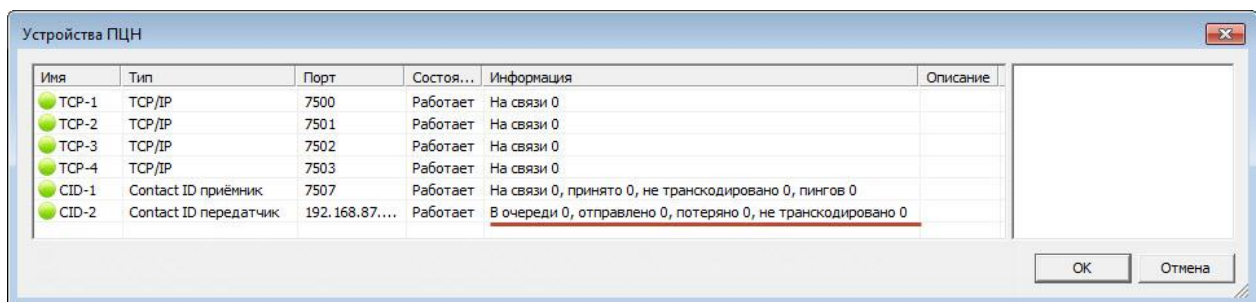 Устройства ПЦН
Имя Тип Порт Состоя... Информация Описание
TCP-1 TCP/IP 7500 Работает На связи 0
TCP-2 TCP/IP 7501 Работает На связи 0
TCP-3 TCP/IP 7502 Работает На связи 0
TCP-4 TCP/IP 7503 Работает На связи 0
CID-1 Contact ID приёмник 7507 Работает На связи 0, принято 0, не транскодировано 0, пингов 0
CID-2 Contact ID передатчик 192.168.87.... Работает В очереди 0, отправлено 0, потеряно 0, не транскодировано 0
OK Отмена